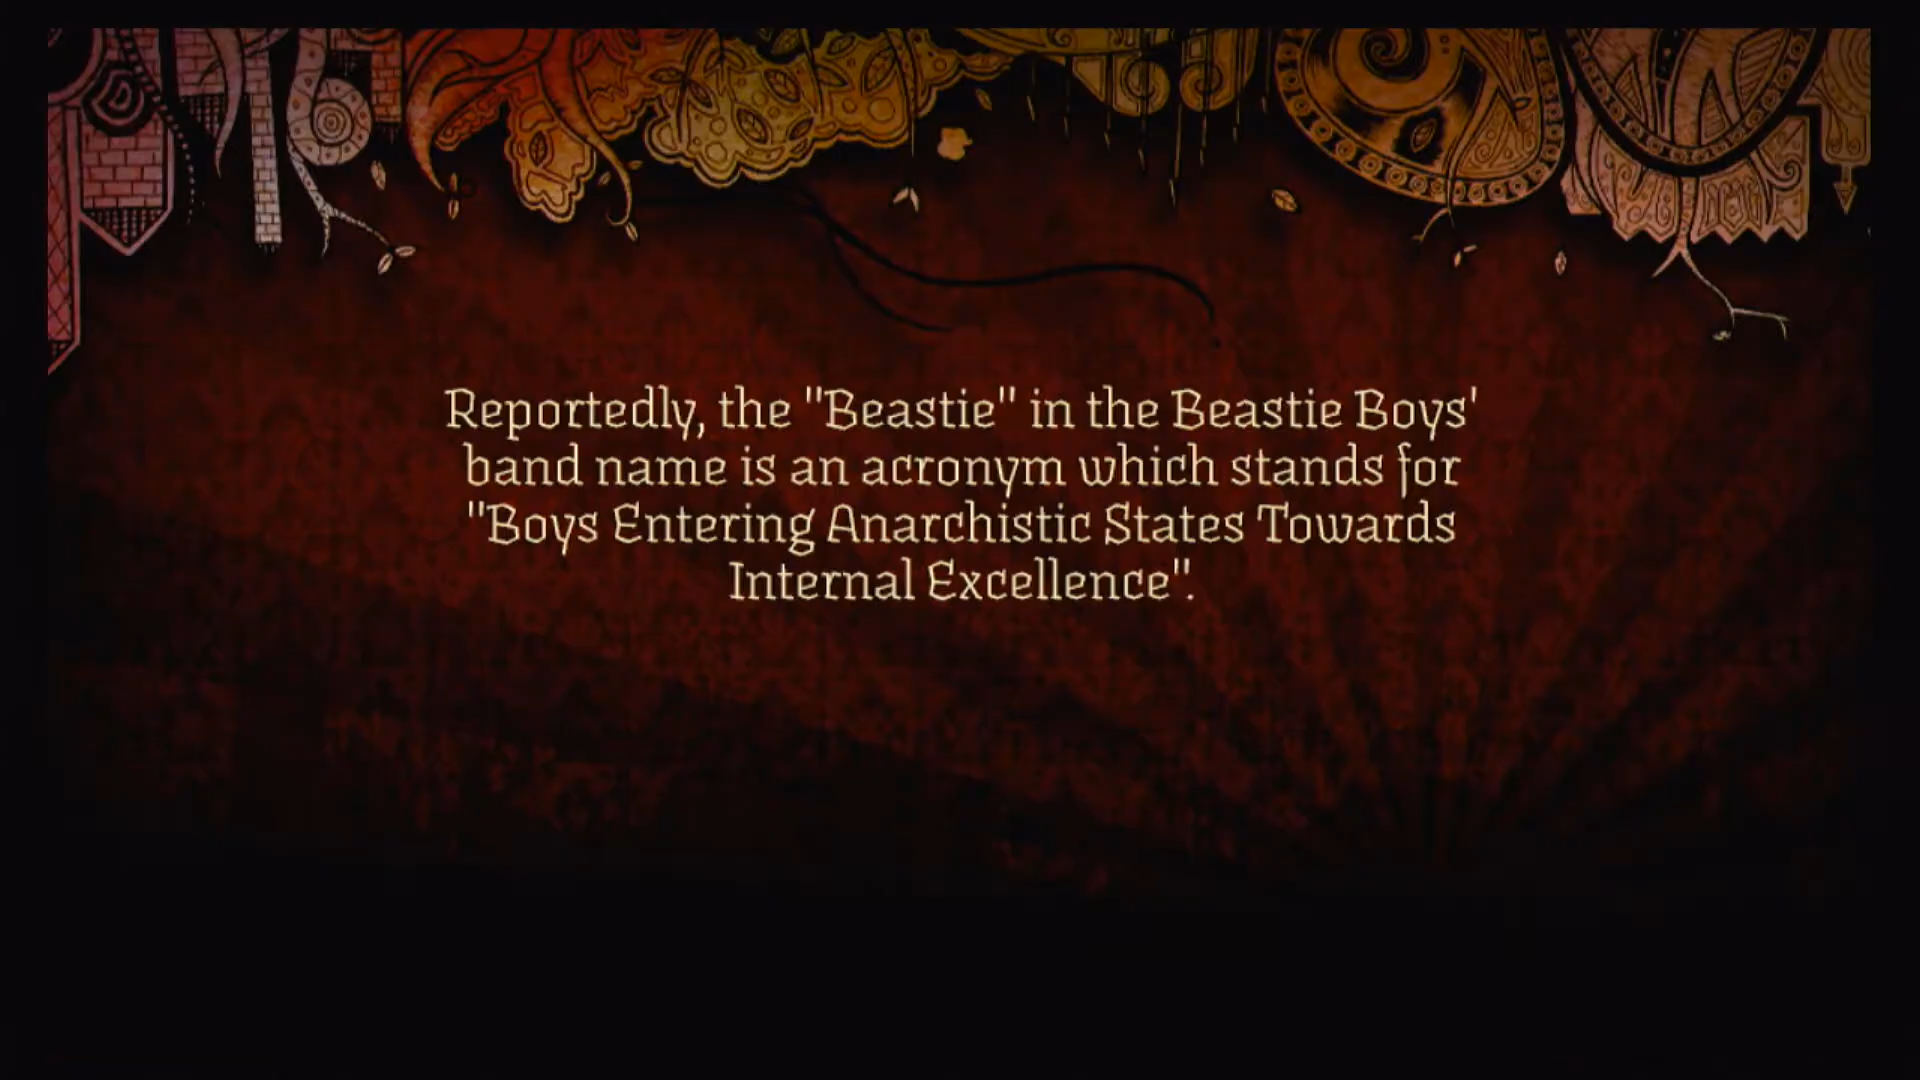 Reportedly, the "Beastie" in the Beastie Boys'
band name is an acronym which stands for
"Boys Entering Anarchistic States Towards
Internal Excellence".